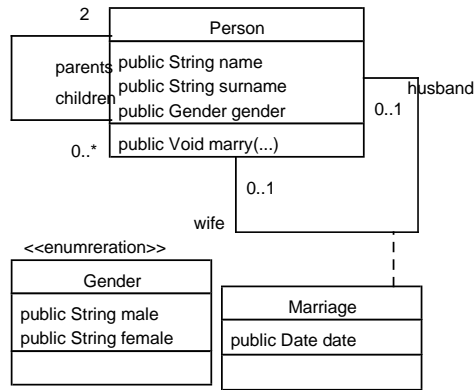 2
Person
parents
children
public String name
public String surname
public Gender gender
husband
0..1
0..*
public Void marry(...)
0..1
wife
<<enumreration>>
Gender
public String male
public String female
Marriage
public Date date